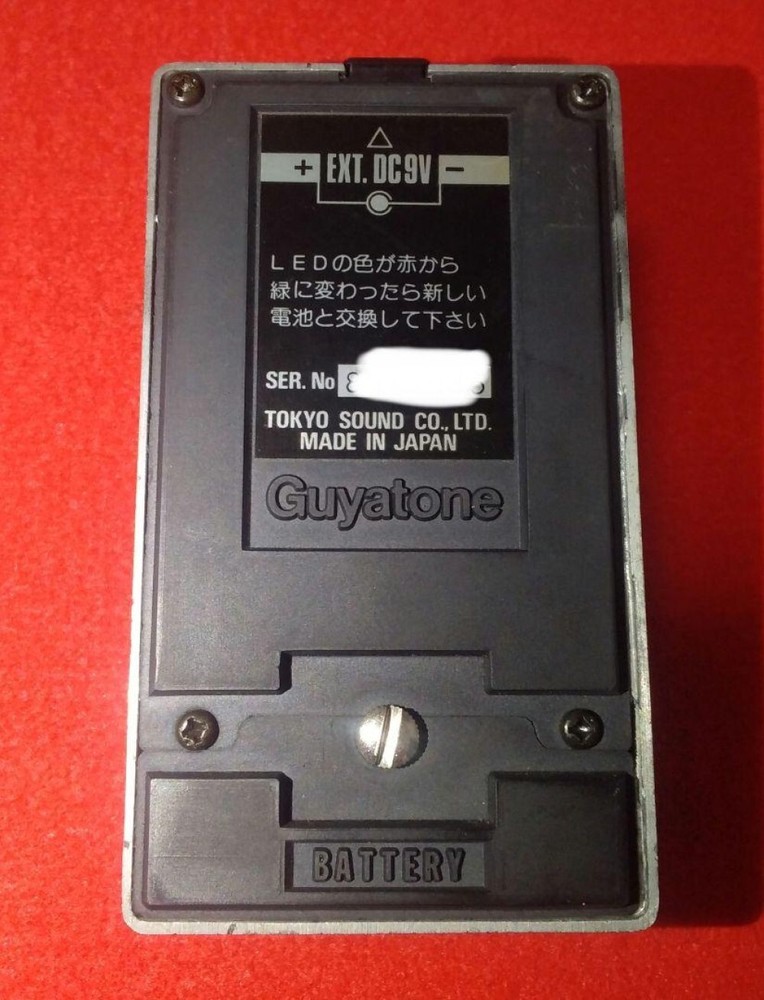 + EXT. DC9V −
LEDの色が赤から
緑に変わったら新しい
電池と交換して下さい
SER. No
TOKYO SOUND CO., LTD.
MADE IN JAPAN
Guyatone
BATTERY